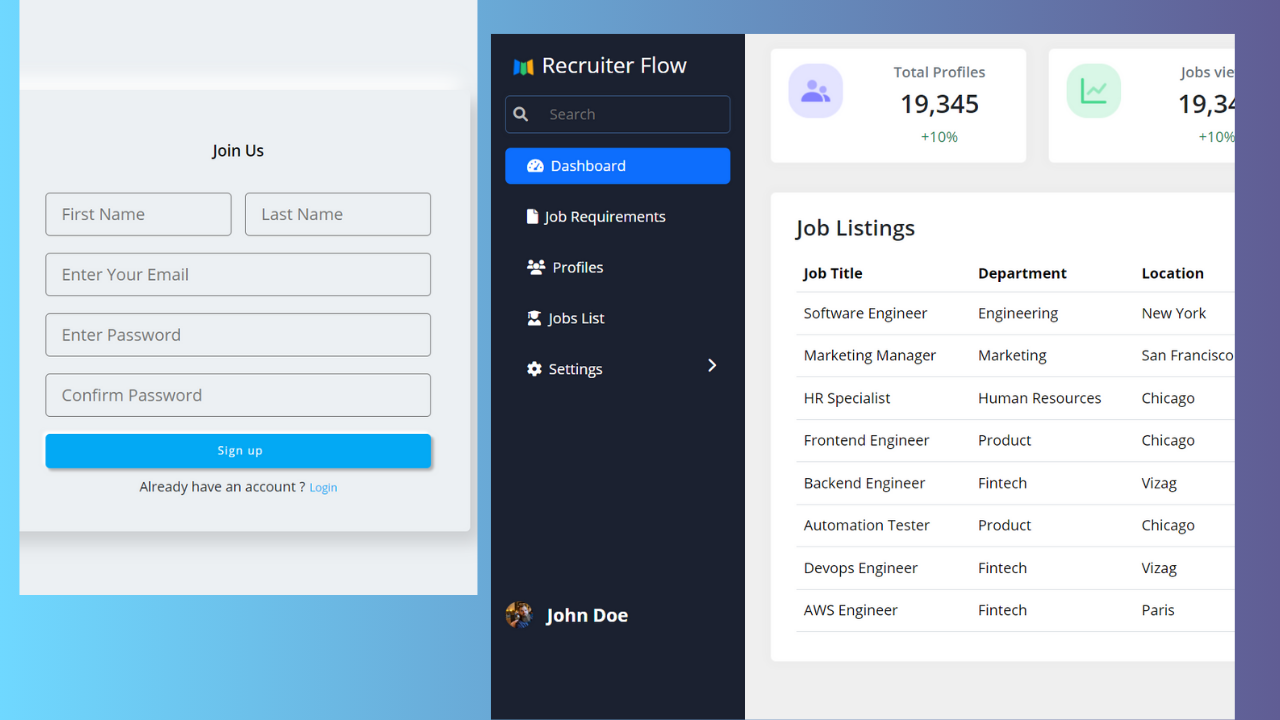 Join Us
First Name Last Name
Enter Your Email
Enter Password
Confirm Password
Sign up
Already have an account ? Login
Recruiter Flow
Search
Dashboard
Job Requirements
Profiles
Jobs List
Settings
John Doe
Total Profiles
19,345
+10%
Jobs vie
19,34
+10%
Job Listings
Job Title Department Location
Software Engineer Engineering New York
Marketing Manager Marketing San Francisco
HR Specialist Human Resources Chicago
Frontend Engineer Product Chicago
Backend Engineer Fintech Vizag
Automation Tester Product Chicago
Devops Engineer Fintech Vizag
AWS Engineer Fintech Paris